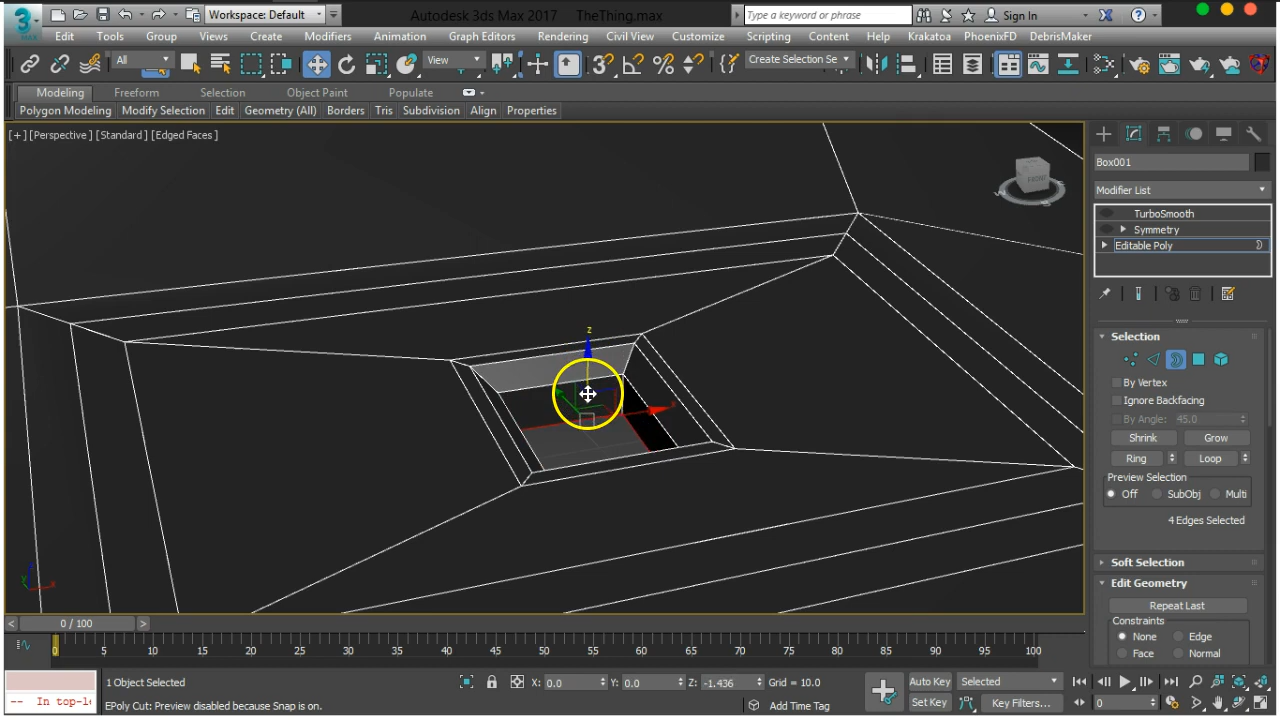 3 MAX Workspace: Default Autodesk 3ds Max 2017 TheThing.max Type a keyword or phrase Sign In
Edit Tools Group Views Create Modifiers Animation Graph Editors Rendering Civil View Customize Scripting Content Help Krakatoa PhoenixFD DebrisMaker
All View Create Selection Se
Modeling Freeform Selection Object Paint Populate
Polygon Modeling Modify Selection Edit Geometry (All) Borders Tris Subdivision Align Properties
[+] [Perspective] [Standard] [Edged Faces]
FRONT
Box001
Modifier List
TurboSmooth
Symmetry
Editable Poly
Selection
By Vertex
Ignore Backfacing
By Angle: 45.0
Shrink Grow
Ring Loop
Preview Selection
Off SubObj Multi
4 Edges Selected
Soft Selection
Edit Geometry
Repeat Last
Constraints
None Edge
Face Normal
z
x
z
y x
< 0 / 100 >
0 5 10 15 20 25 30 35 40 45 50 55 60 65 70 75 80 85 90 95 100
1 Object Selected X: 0.0 Y: 0.0 Z: -1.436 Grid = 10.0 Auto Key Selected
-- In top-le EPoly Cut: Preview disabled because Snap is on. Add Time Tag Set Key Key Filters... 0